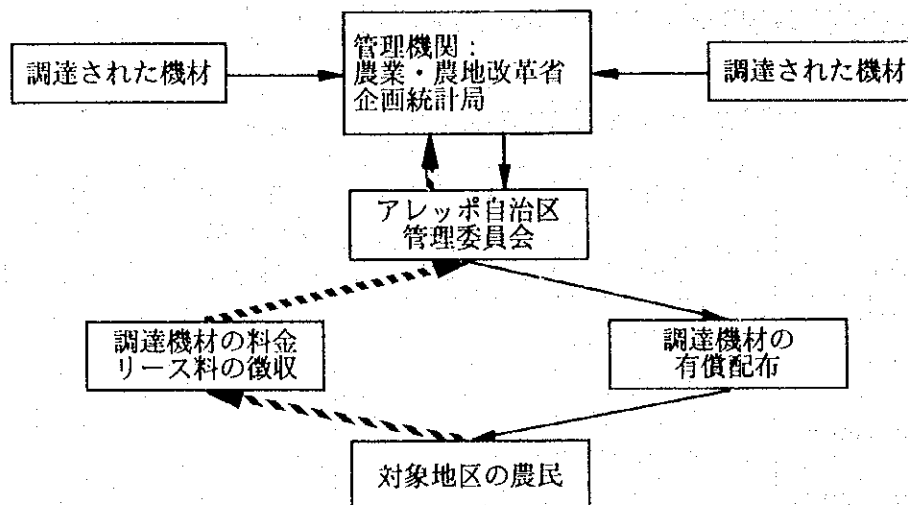 調達された機材
管理機関:
農業・農地改革省
企画統計局
調達された機材
アレッポ自治区
管理委員会
調達機材の料金
リース料の徴収
調達機材の
有償配布
対象地区の農民